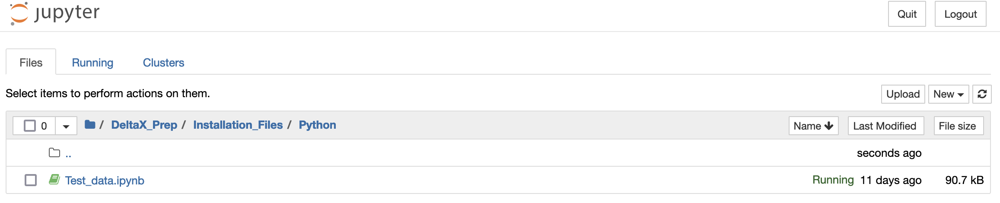 jupyter Quit Logout
Files Running Clusters
Select items to perform actions on them. Upload New
0 / DeltaX_Prep / Installation_Files / Python Name Last Modified File size
.. seconds ago
Test_data.ipynb Running 11 days ago 90.7 kB